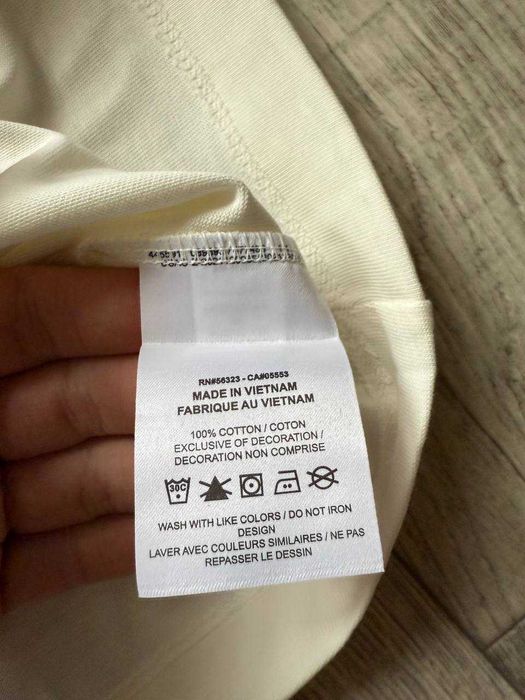 RN#56323 - CA#05553
MADE IN VIETNAM
FABRIQUE AU VIETNAM
100% COTTON / COTON
EXCLUSIVE OF DECORATION /
DECORATION NON COMPRISE
30C
WASH WITH LIKE COLORS / DO NOT IRON
DESIGN
LAVER AVEC COULEURS SIMILAIRES / NE PAS
REPASSER LE DESSIN